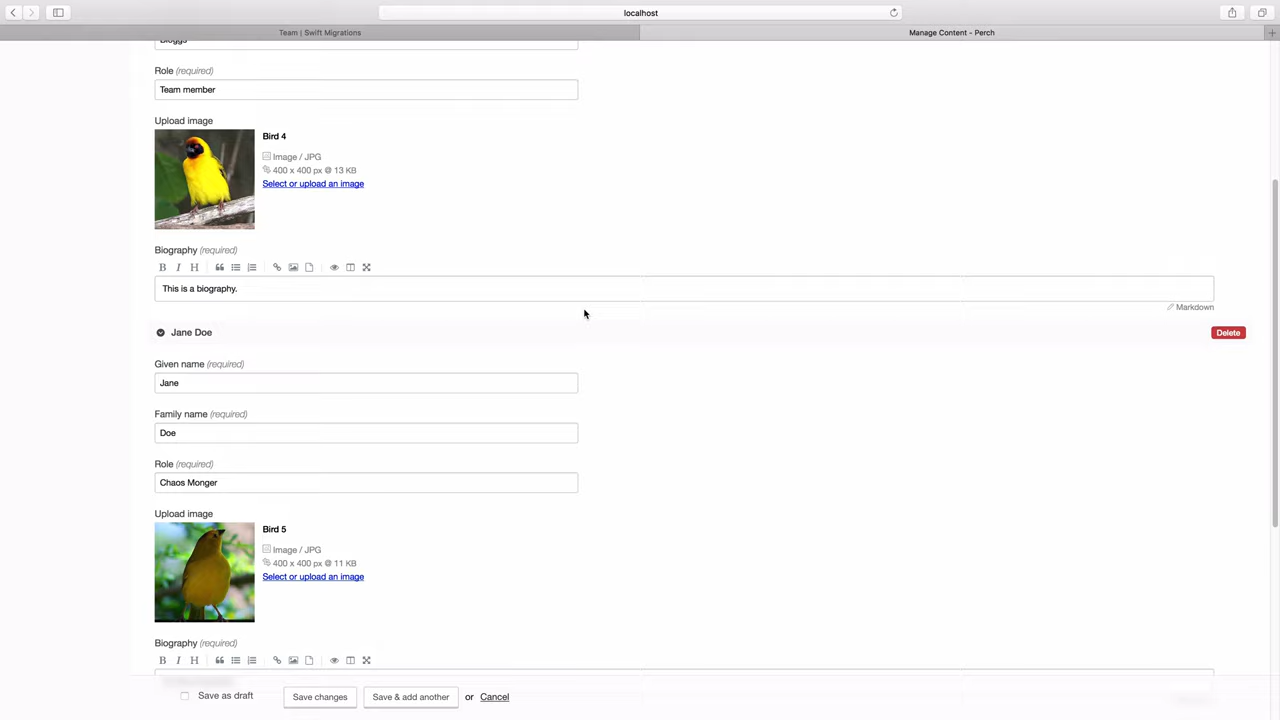 localhost
Team | Swift Migrations
Manage Content - Perch
Bloggs
Role (required)
Team member
Upload image
Bird 4
Image / JPG
400 x 400 px @ 13 KB
Select or upload an image
Biography (required)
B I H
This is a biography.
Markdown
Jane Doe
Delete
Given name (required)
Jane
Family name (required)
Doe
Role (required)
Chaos Monger
Upload image
Bird 5
Image / JPG
400 x 400 px @ 11 KB
Select or upload an image
Biography (required)
B I H
Save as draft
Save changes
Save & add another
or
Cancel